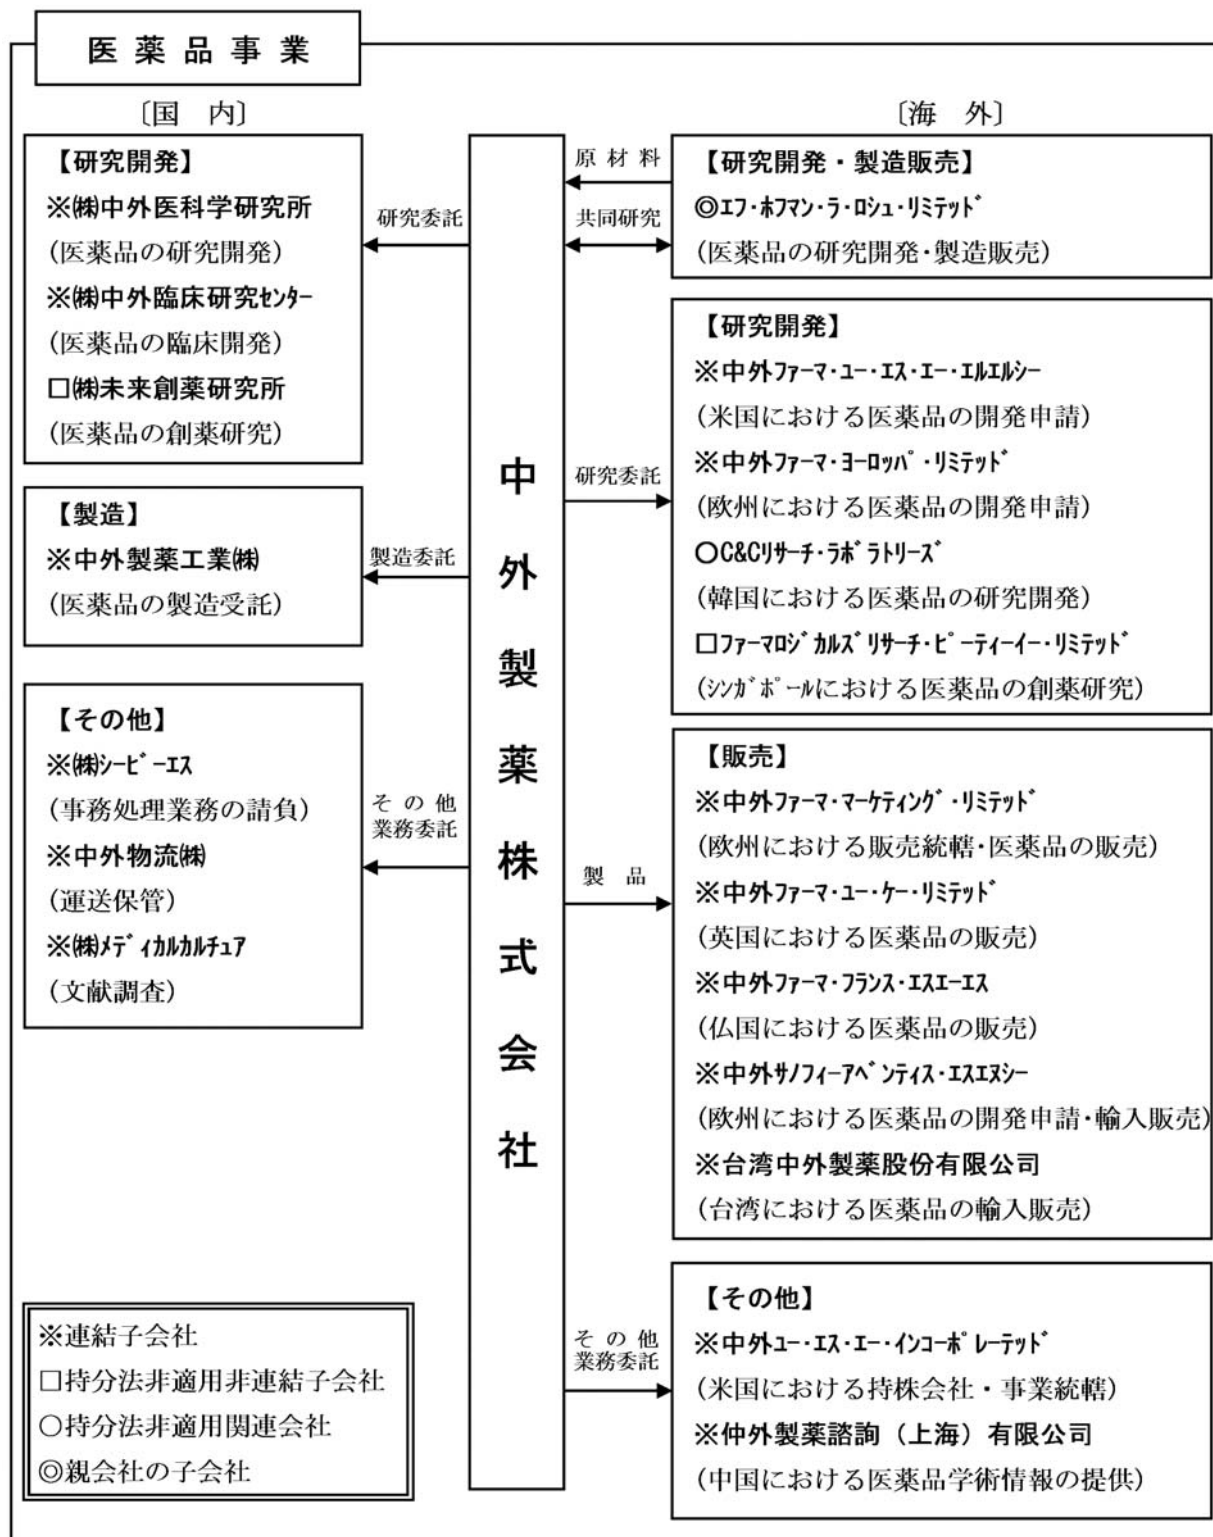 医薬品事業
〔国 内〕
【研究開発】
※㈱中外医科学研究所
(医薬品の研究開発)
※㈱中外臨床研究ｾﾝﾀｰ
(医薬品の臨床開発)
□㈱未来創薬研究所
(医薬品の創薬研究)
研究委託
【製造】
※中外製薬工業㈱
(医薬品の製造受託)
製造委託
【その他】
※㈱ｼｰﾋﾞｰｴｽ
(事務処理業務の請負)
※中外物流㈱
(運送保管)
※㈱ﾒﾃﾞｨｶﾙｶﾙﾁｭｱ
(文献調査)
その他
業務委託
中外製薬株式会社
〔海 外〕
原材料
共同研究
【研究開発・製造販売】
◎ｴﾌ・ﾎﾌﾏﾝ・ﾗ・ﾛｼｭ・ﾘﾐﾃｯﾄﾞ
(医薬品の研究開発・製造販売)
研究委託
【研究開発】
※中外ﾌｧｰﾏ・ﾕｰ・ｴｽ・ｴｰ・ｴﾙｴﾙｼｰ
(米国における医薬品の開発申請)
※中外ﾌｧｰﾏ・ﾖｰﾛｯﾊﾟ・ﾘﾐﾃｯﾄﾞ
(欧州における医薬品の開発申請)
○C&Cﾘｻｰﾁ・ﾗﾎﾞﾗﾄﾘｰｽﾞ
(韓国における医薬品の研究開発)
□ﾌｧｰﾏﾛｼﾞｶﾙｽﾞﾘｻｰﾁ・ﾋﾟｰﾃｨｰｲｰ・ﾘﾐﾃｯﾄﾞ
(ｼﾝｶﾞﾎﾟｰﾙにおける医薬品の創薬研究)
製品
【販売】
※中外ﾌｧｰﾏ・ﾏｰｹﾃｨﾝｸﾞ・ﾘﾐﾃｯﾄﾞ
(欧州における販売統轄・医薬品の販売)
※中外ﾌｧｰﾏ・ﾕｰ・ｹｰ・ﾘﾐﾃｯﾄﾞ
(英国における医薬品の販売)
※中外ﾌｧｰﾏ・ﾌﾗﾝｽ・ｴｽｴｰｴｽ
(仏国における医薬品の販売)
※中外ｻﾉﾌｨｰｱﾍﾞﾝﾃｨｽ・ｴｽｴﾇｼｰ
(欧州における医薬品の開発申請・輸入販売)
※台湾中外製薬股份有限公司
(台湾における医薬品の輸入販売)
その他
業務委託
【その他】
※中外ﾕｰ・ｴｽ・ｴｰ・ｲﾝｺｰﾎﾟﾚｰﾃｯﾄﾞ
(米国における持株会社・事業統轄)
※仲外製薬諮詢（上海）有限公司
(中国における医薬品学術情報の提供)
※連結子会社
□持分法非適用非連結子会社
○持分法非適用関連会社
◎親会社の子会社